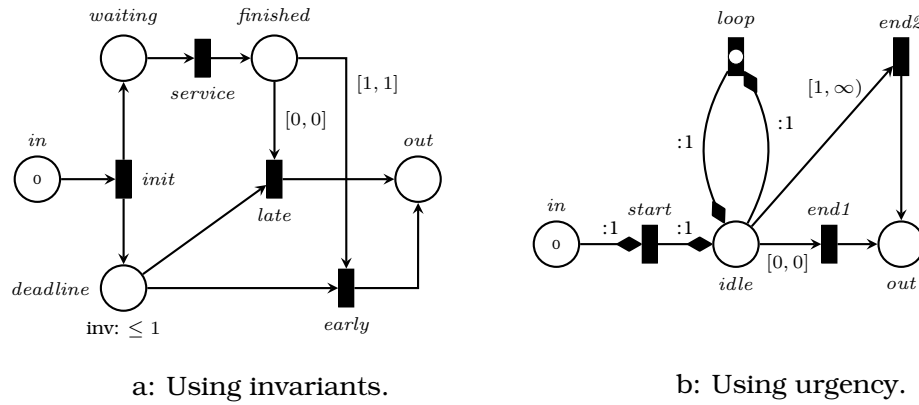 waiting
finished
service
[1, 1]
[0, 0]
in
0
init
out
late
deadline
inv: ≤ 1
early
a: Using invariants.
loop
end2
[1, ∞)
:1
:1
in
0
:1
start
:1
end1
[0, 0]
idle
out
b: Using urgency.